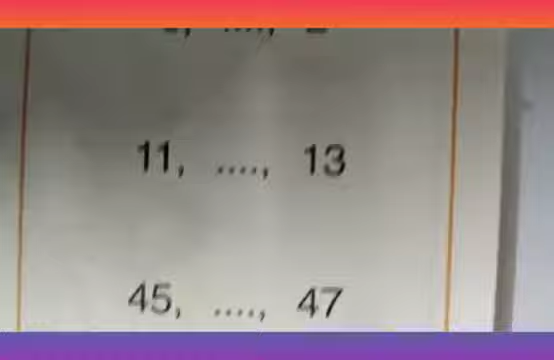 11, ...., 13
45, ...., 47